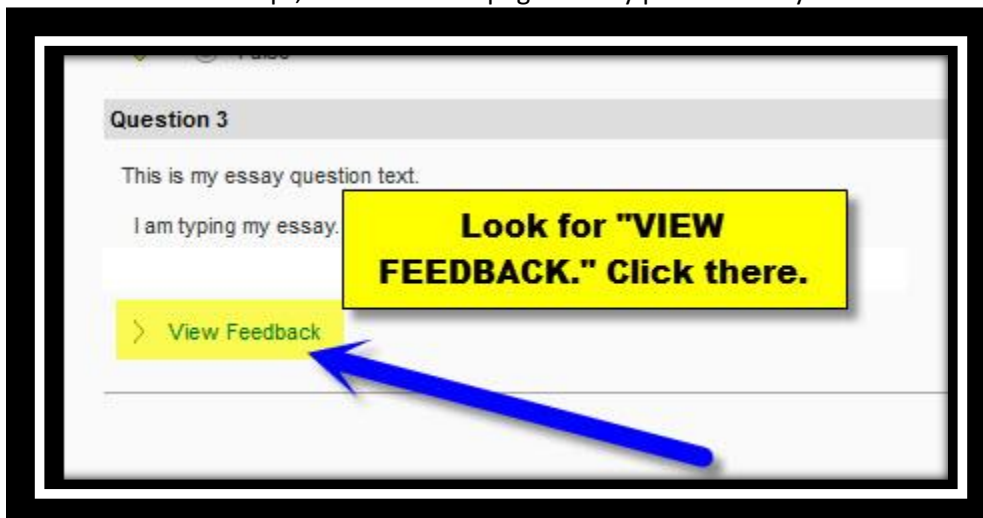 False
Question 3
This is my essay question text.
I am typing my essay.
Look for "VIEW
FEEDBACK." Click there.
> View Feedback